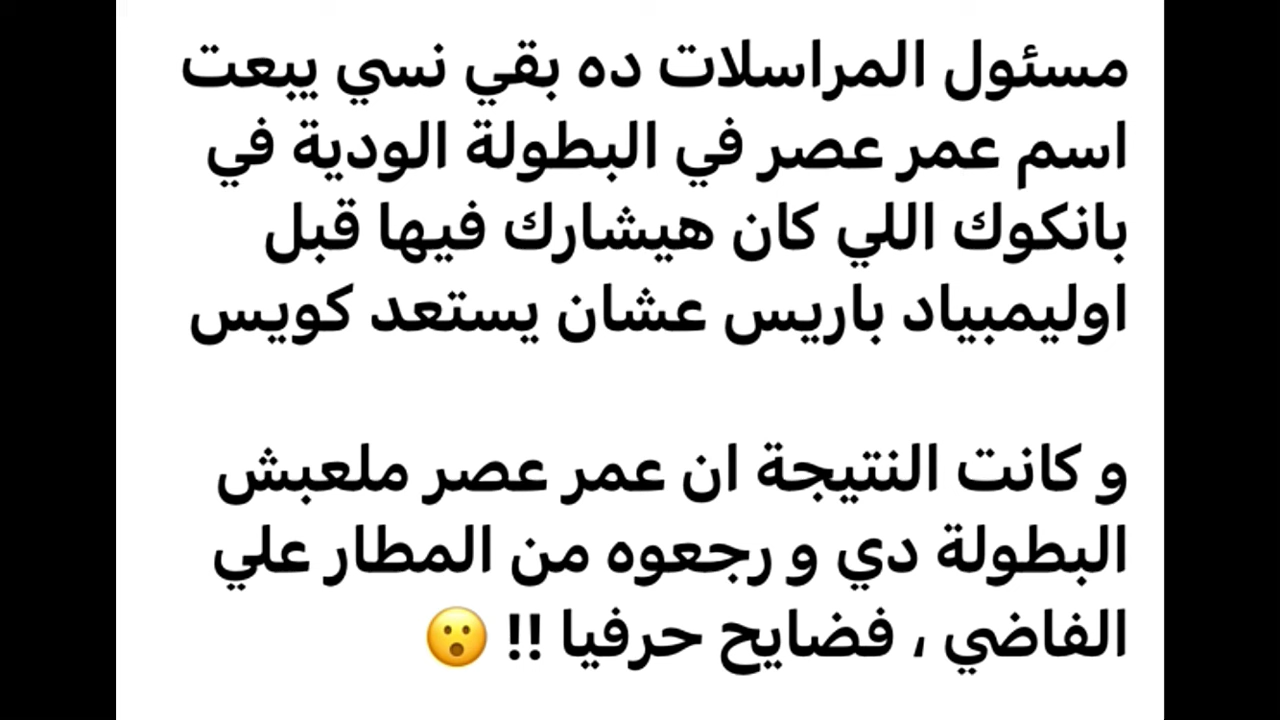 مسئول المراسلات ده بقي نسي يبعت
اسم عمر عصر في البطولة الودية في
بانكوك اللي كان هيشارك فيها قبل
اوليمبياد باريس عشان يستعد كويس
و كانت النتيجة ان عمر عصر ملعبش
البطولة دي و رجعوه من المطار علي
الفاضي ، فضايح حرفيا !! 😮